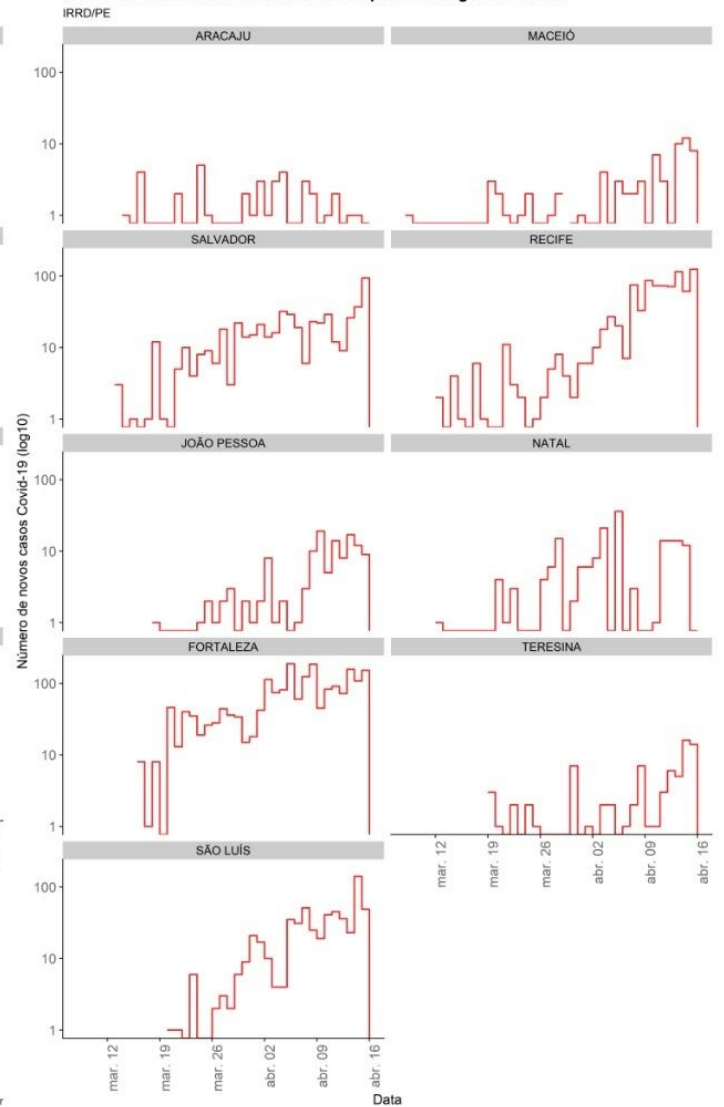 IRRD/PE
ARACAJU
MACEIÓ
100
10
1
SALVADOR
RECIFE
100
10
1
JOÃO PESSOA
NATAL
100
10
1
Número de novos casos Covid-19 (log10)
FORTALEZA
TERESINA
100
10
1
mar. 12
mar. 19
mar. 26
abr. 02
abr. 09
abr. 16
SÃO LUÍS
100
10
1
mar. 12
mar. 19
mar. 26
abr. 02
abr. 09
abr. 16
Data